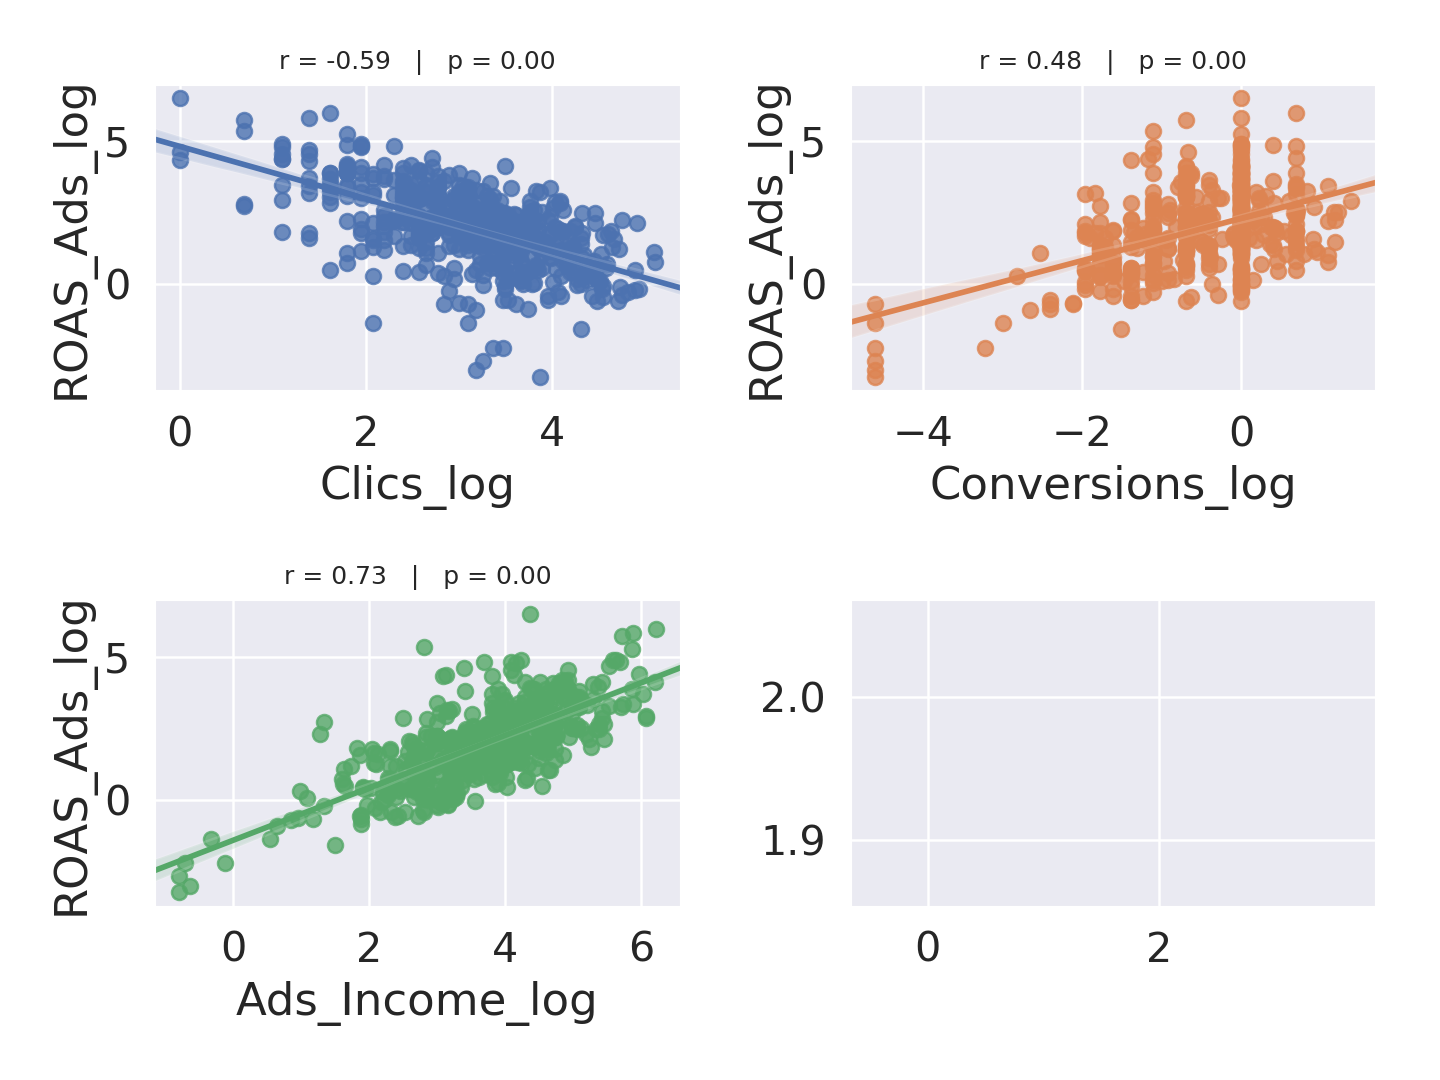 r = -0.59 | p = 0.00
ROAS_Ads_log
5
0
0 2 4
Clics_log
r = 0.48 | p = 0.00
ROAS_Ads_log
5
0
−4 −2 0
Conversions_log
r = 0.73 | p = 0.00
ROAS_Ads_log
5
0
0 2 4 6
Ads_Income_log
2.0
1.9
0 2